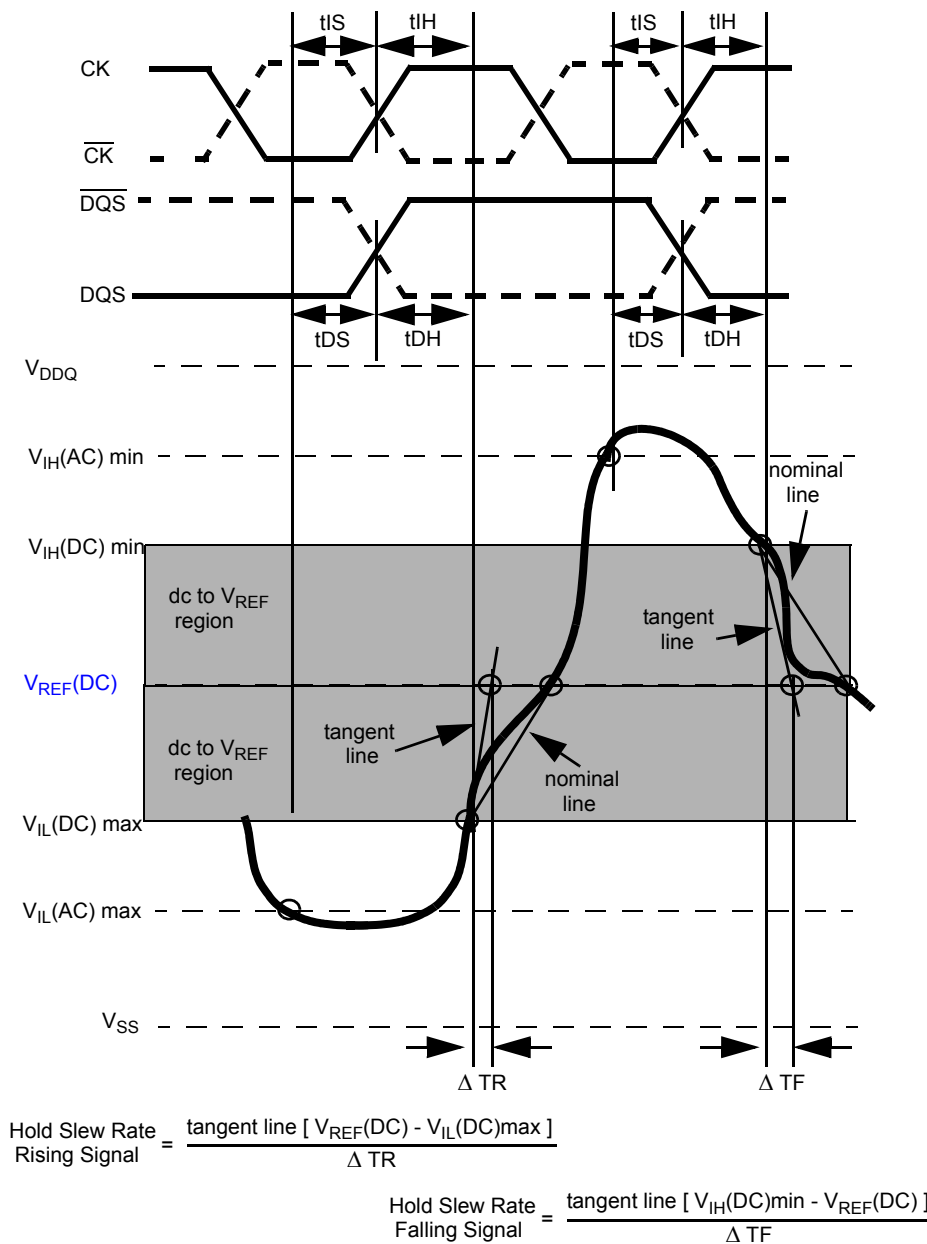 tIS tIH tIS tIH
CK
CK
DQS
DQS
tDS tDH tDS tDH
VDDQ
VIH(AC) min
nominal
line
VIH(DC) min
dc to VREF
region
tangent
line
VREF(DC)
tangent
line
dc to VREF
region
nominal
line
VIL(DC) max
VIL(AC) max
VSS
Δ TR Δ TF
Hold Slew Rate
Rising Signal
=
tangent line [ VREF(DC) - VIL(DC)max ]
Δ TR
Hold Slew Rate
Falling Signal
=
tangent line [ VIH(DC)min - VREF(DC) ]
Δ TF